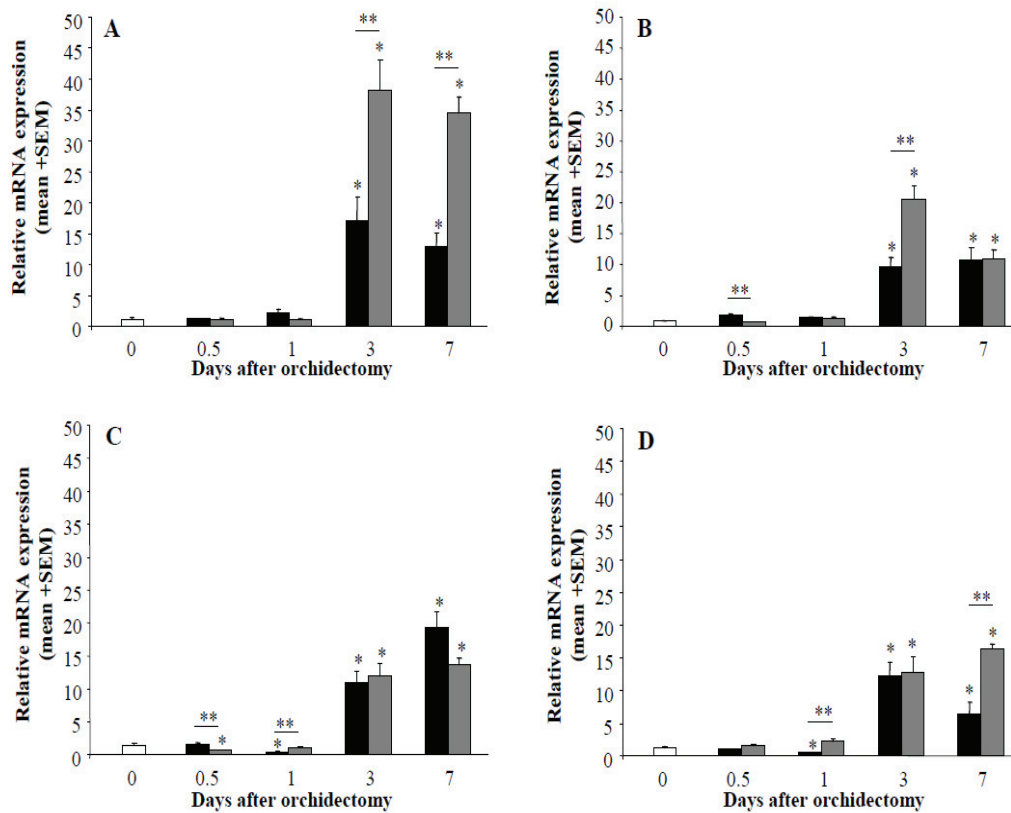 A
Relative mRNA expression
(mean +SEM)
50
45
40
35
30
25
20
15
10
5
0
** **
* * * *
0 0.5 1 3 7
Days after orchidectomy
B
Relative mRNA expression
(mean +SEM)
50
45
40
35
30
25
20
15
10
5
0
** **
* * * *
0 0.5 1 3 7
Days after orchidectomy
C
Relative mRNA expression
(mean +SEM)
50
45
40
35
30
25
20
15
10
5
0
** **
* * * * * *
0 0.5 1 3 7
Days after orchidectomy
D
Relative mRNA expression
(mean +SEM)
50
45
40
35
30
25
20
15
10
5
0
** **
* * * * *
0 0.5 1 3 7
Days after orchidectomy